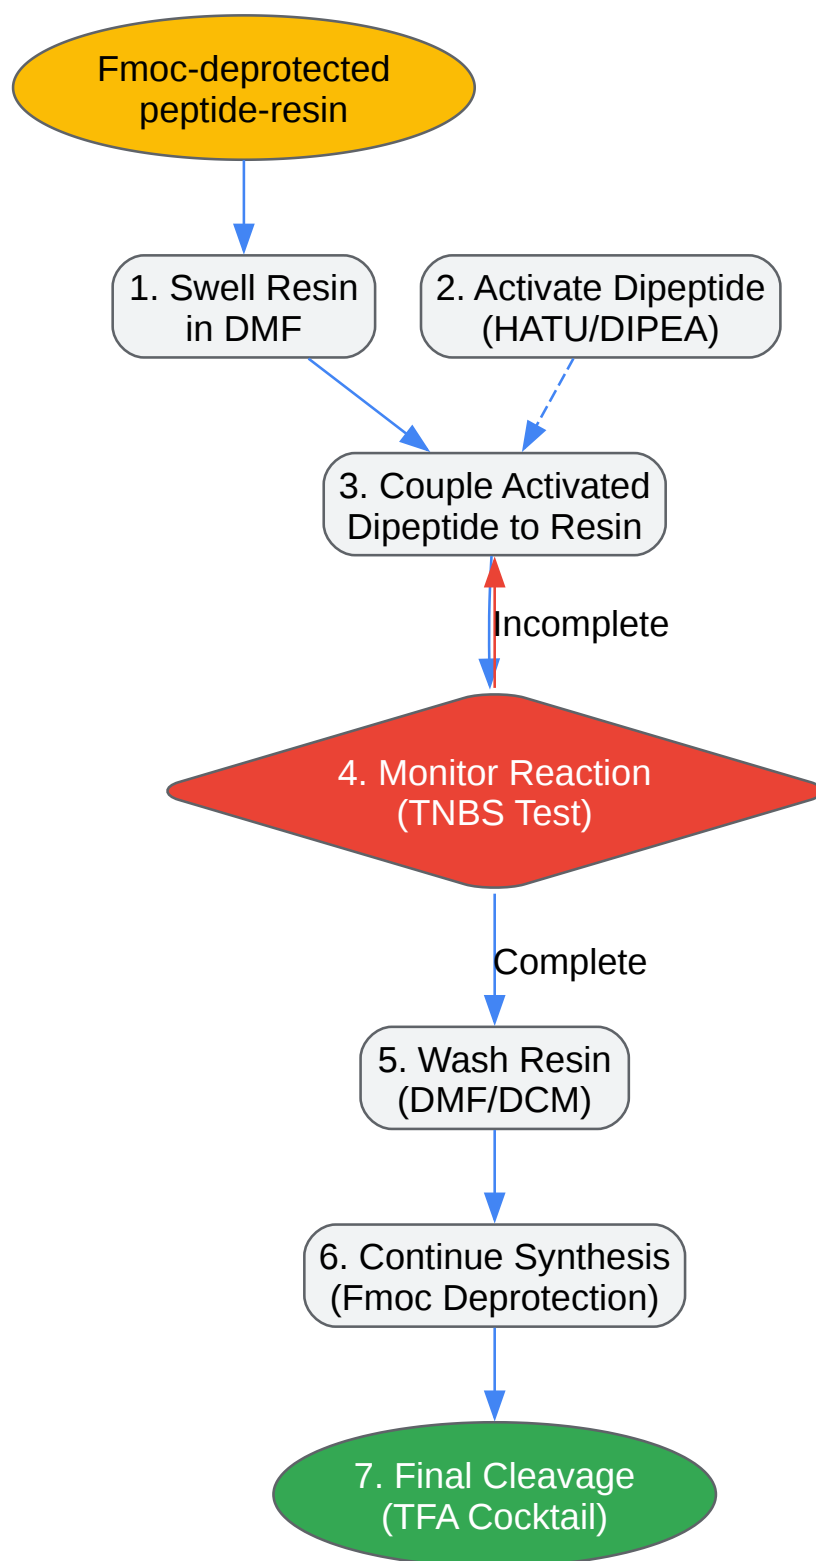 Fmoc-deprotected
peptide-resin
1. Swell Resin
in DMF
2. Activate Dipeptide
(HATU/DIPEA)
3. Couple Activated
Dipeptide to Resin
Incomplete
4. Monitor Reaction
(TNBS Test)
Complete
5. Wash Resin
(DMF/DCM)
6. Continue Synthesis
(Fmoc Deprotection)
7. Final Cleavage
(TFA Cocktail)